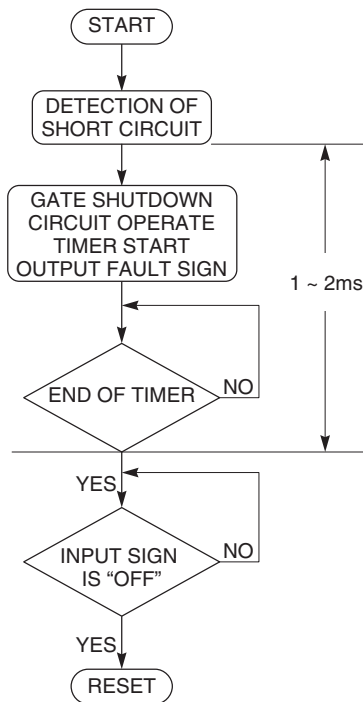 START
DETECTION OF
SHORT CIRCUIT
GATE SHUTDOWN
CIRCUIT OPERATE
TIMER START
OUTPUT FAULT SIGN
1 ~ 2ms
END OF TIMER
NO
YES
INPUT SIGN
IS “OFF”
NO
YES
RESET